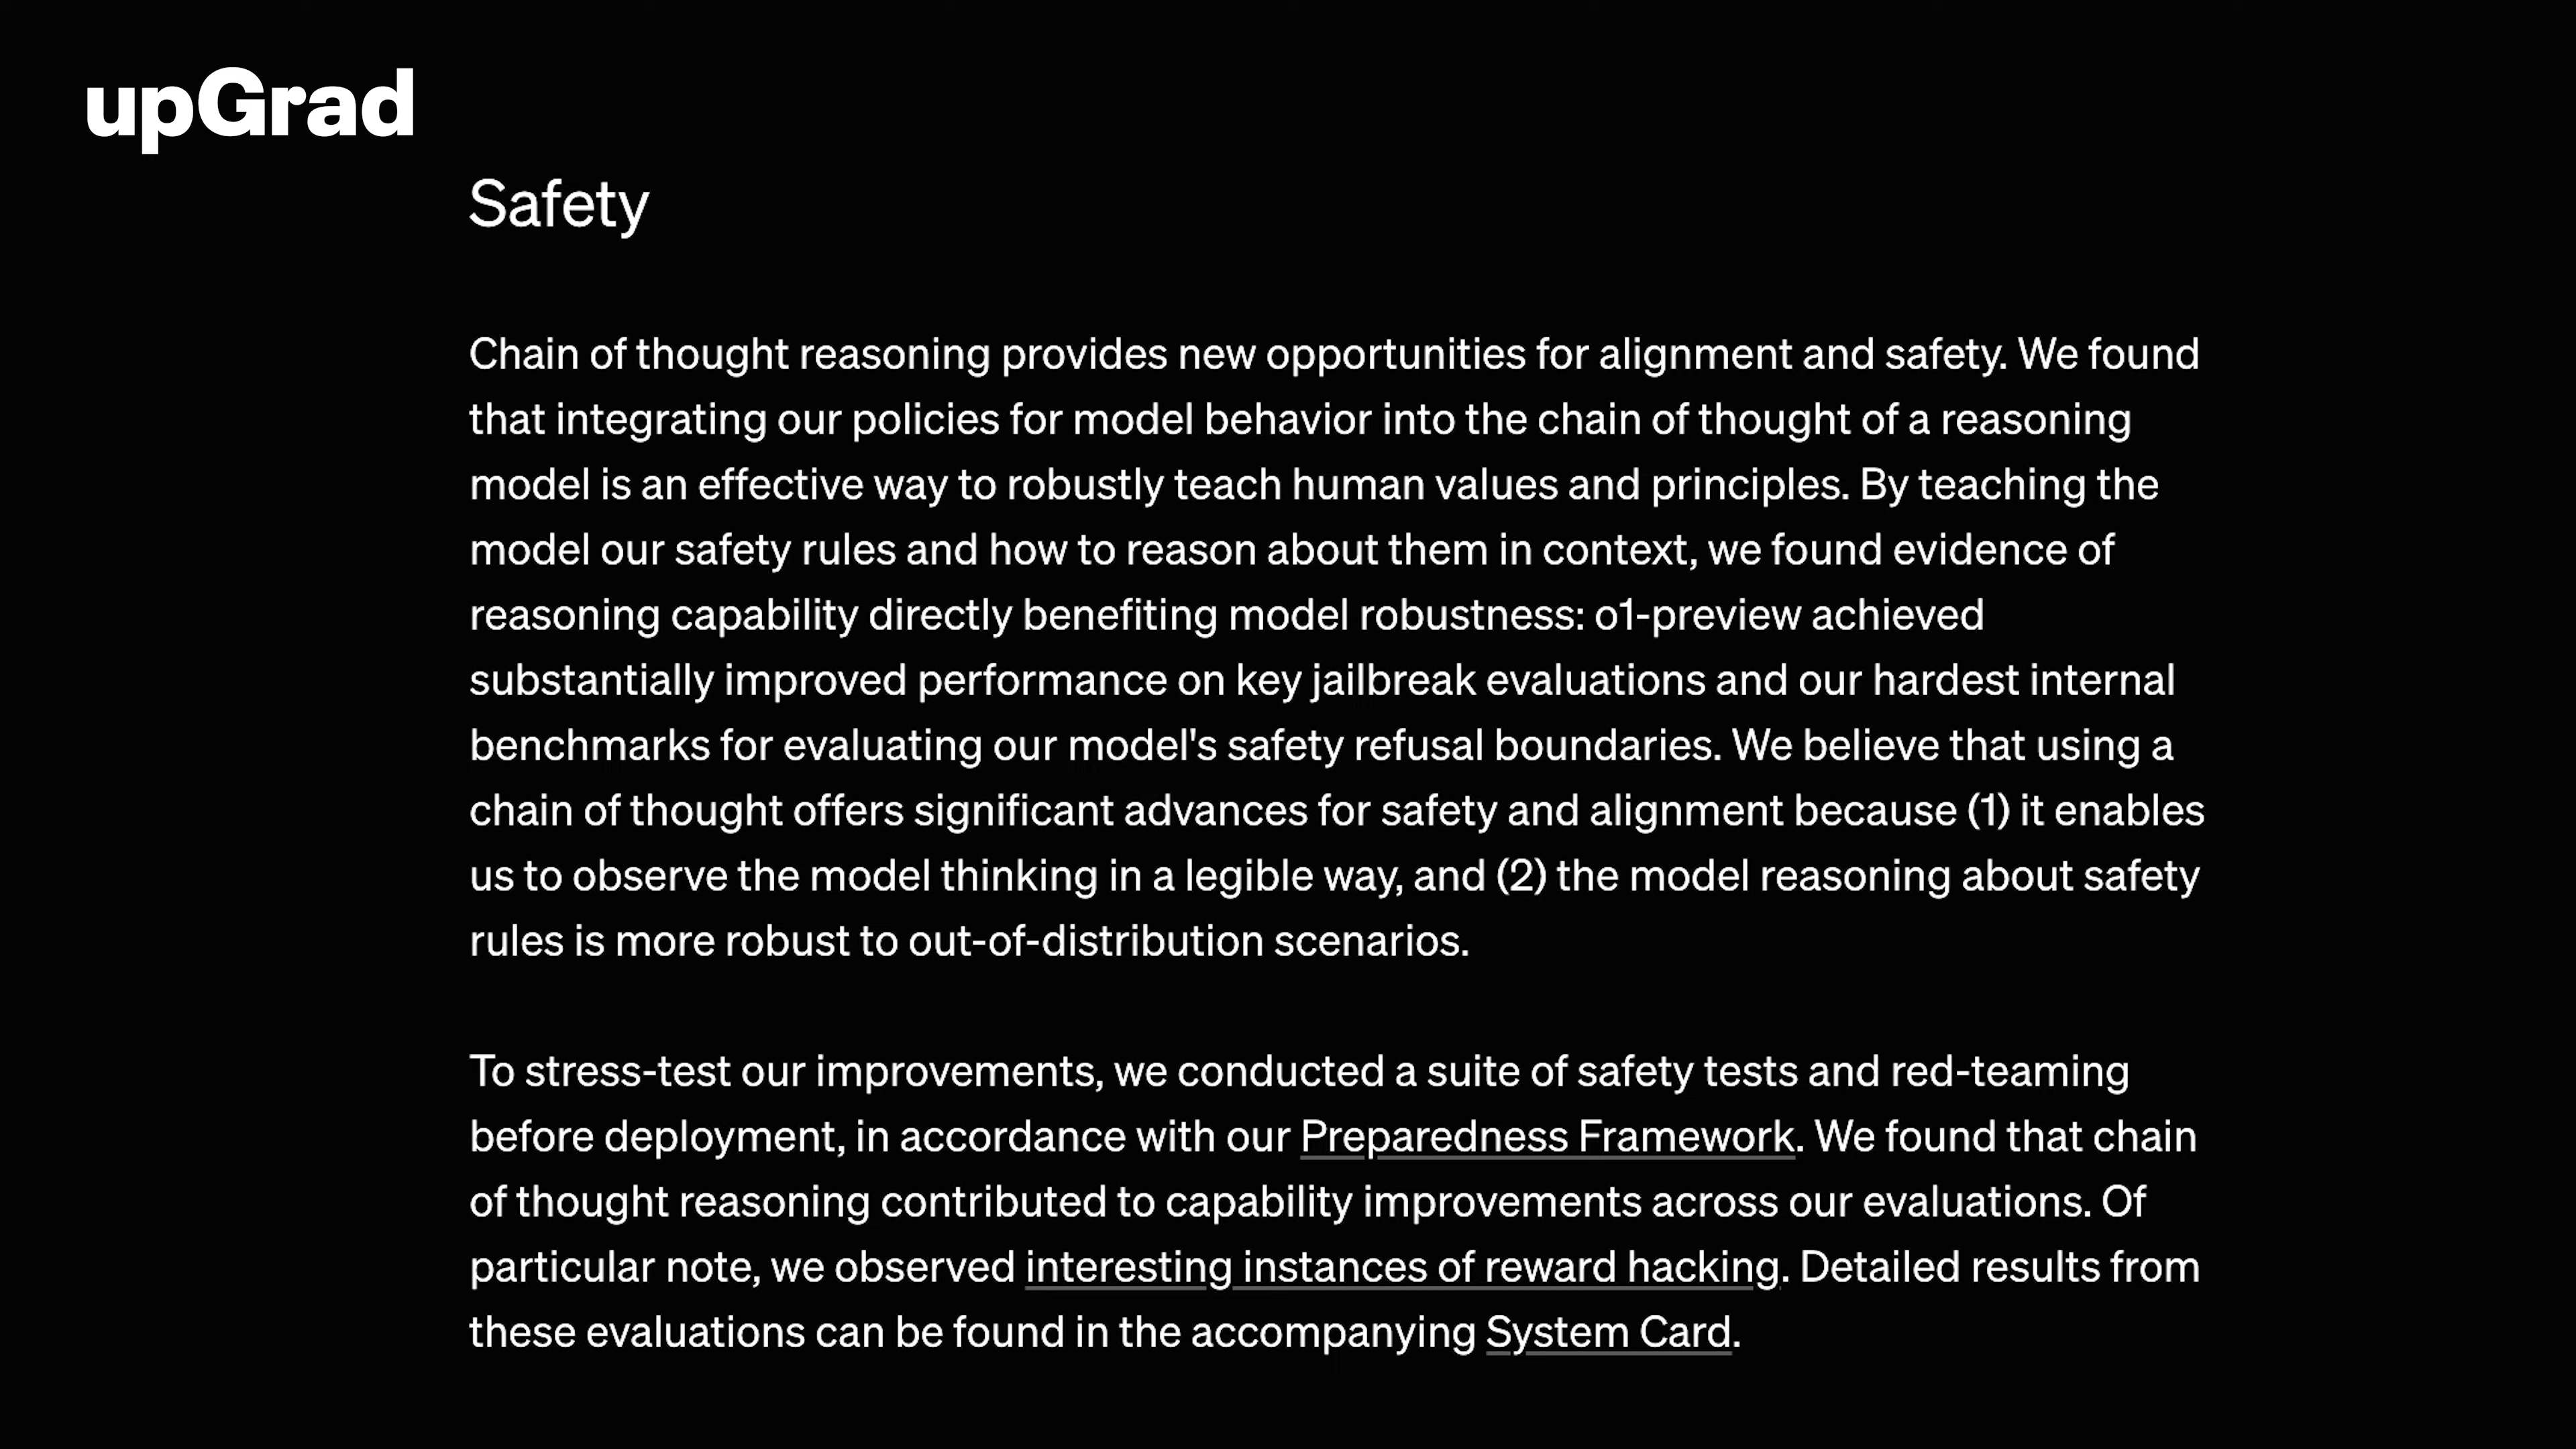 upGrad
Safety
Chain of thought reasoning provides new opportunities for alignment and safety. We found
that integrating our policies for model behavior into the chain of thought of a reasoning
model is an effective way to robustly teach human values and principles. By teaching the
model our safety rules and how to reason about them in context, we found evidence of
reasoning capability directly benefiting model robustness: o1-preview achieved
substantially improved performance on key jailbreak evaluations and our hardest internal
benchmarks for evaluating our model's safety refusal boundaries. We believe that using a
chain of thought offers significant advances for safety and alignment because (1) it enables
us to observe the model thinking in a legible way, and (2) the model reasoning about safety
rules is more robust to out-of-distribution scenarios.
To stress-test our improvements, we conducted a suite of safety tests and red-teaming
before deployment, in accordance with our Preparedness Framework. We found that chain
of thought reasoning contributed to capability improvements across our evaluations. Of
particular note, we observed interesting instances of reward hacking. Detailed results from
these evaluations can be found in the accompanying System Card.